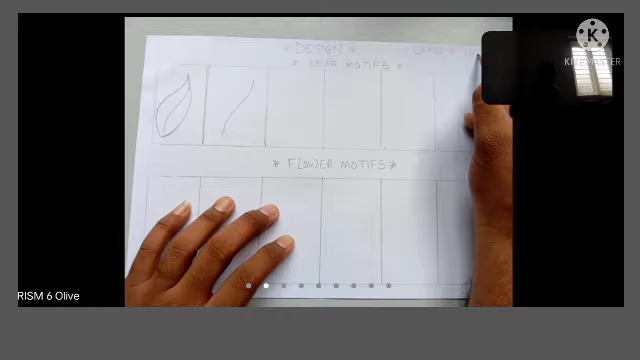 * DESIGN *
* LEAF MOTIFS *
* FLOWER MOTIFS *
KINEMASTER
RISM 6 Olive